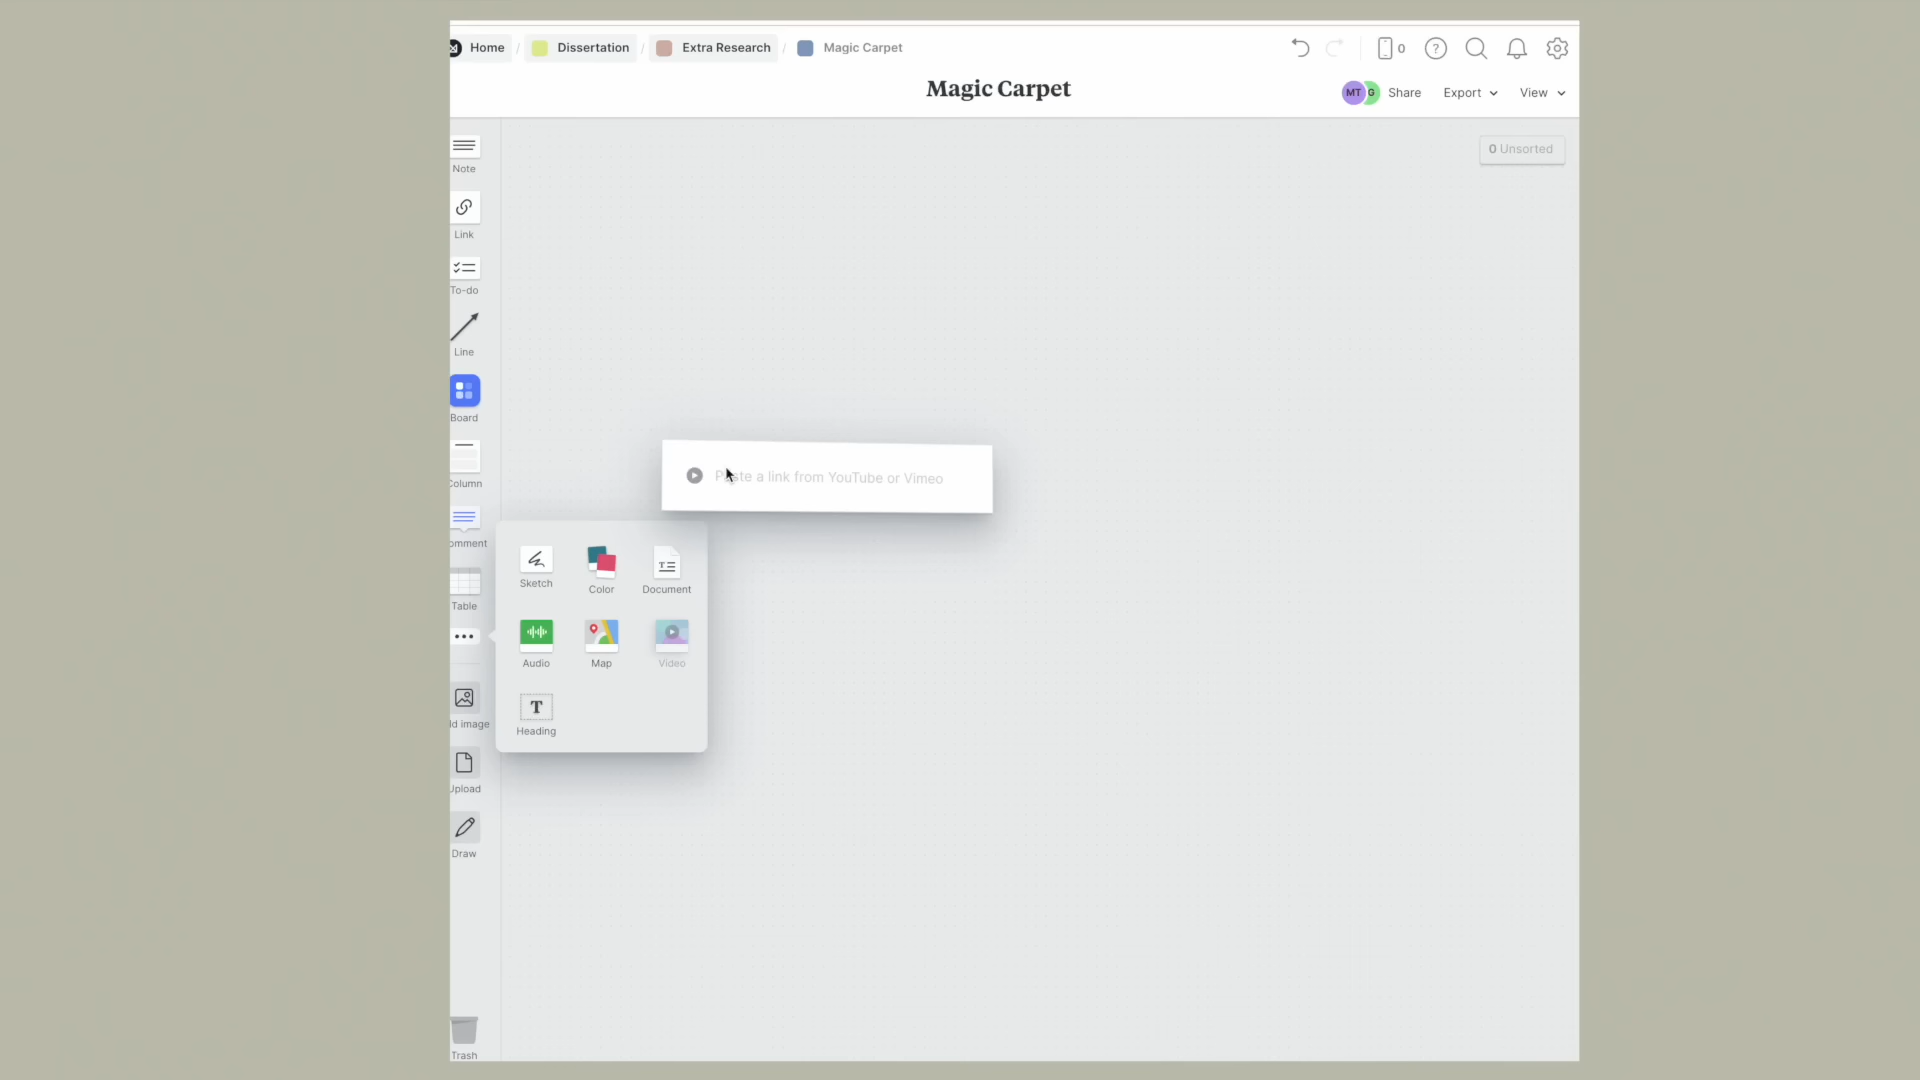 Home / Dissertation / Extra Research / Magic Carpet
0
Magic Carpet
MT G Share Export View
0 Unsorted
Note
Link
To-do
Line
Board
Column
omment
Table
Paste a link from YouTube or Vimeo
Sketch Color Document
Audio Map Video
Heading
ld image
Upload
Draw
Trash